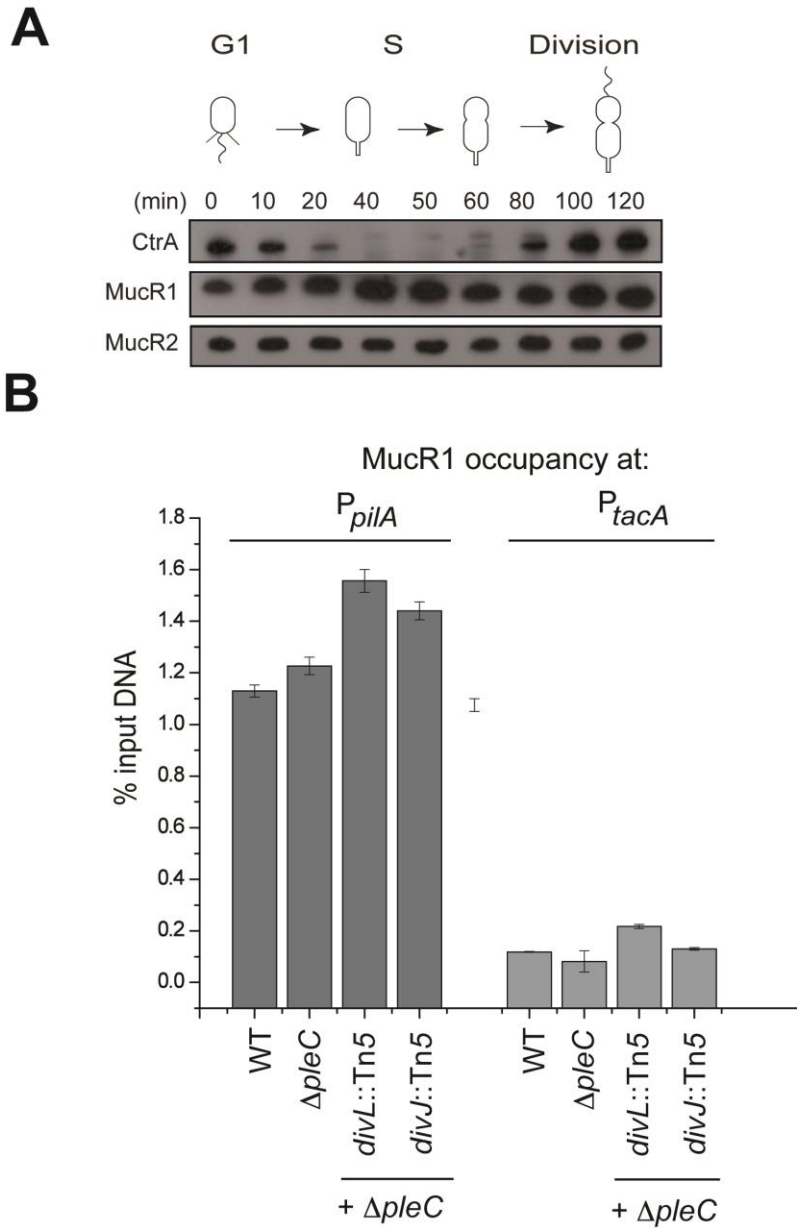 A
G1 S Division
(min) 0 10 20 40 50 60 80 100 120
CtrA
MucR1
MucR2
B
MucR1 occupancy at:
PpilA PtacA
% input DNA
1.8
1.6
1.4
1.2
1.0
0.8
0.6
0.4
0.2
0.0
WT ΔpleC divL::Tn5 divJ::Tn5 WT ΔpleC divL::Tn5 divJ::Tn5
+ ΔpleC + ΔpleC